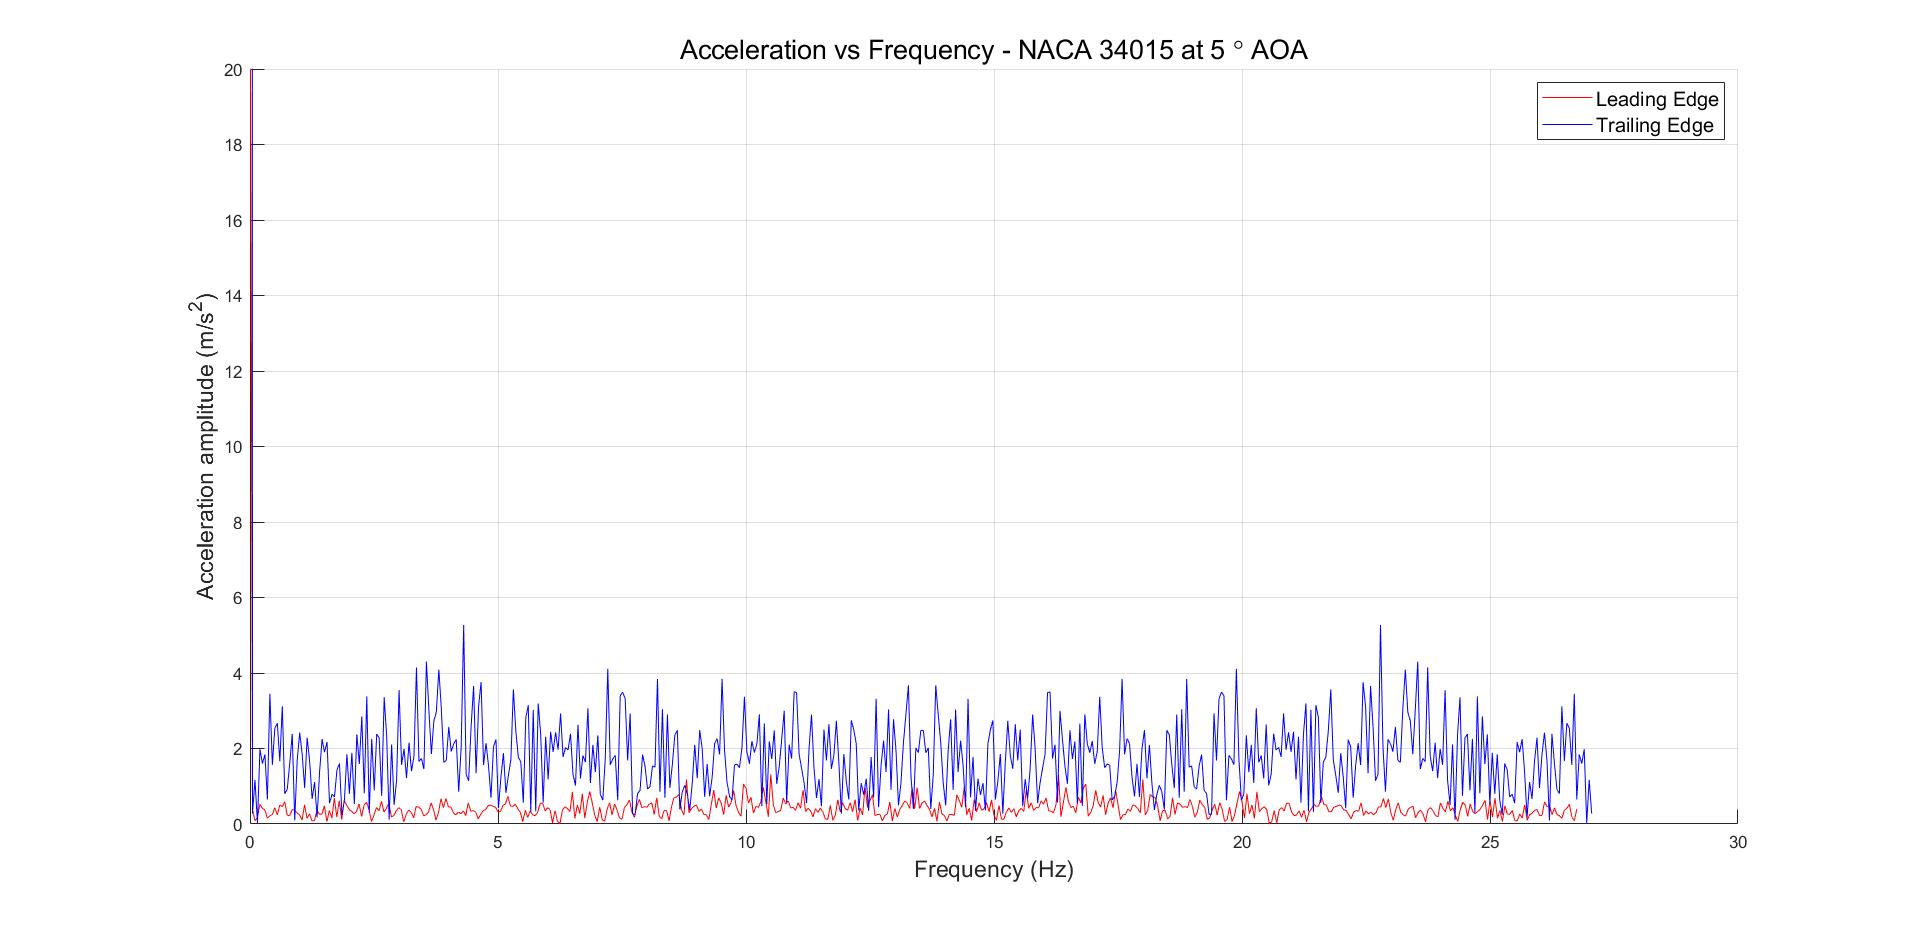 Acceleration vs Frequency - NACA 34015 at 5 ° AOA
Leading Edge
Trailing Edge
20
18
16
14
12
10
8
6
4
2
0
Acceleration amplitude (m/s²)
0 5 10 15 20 25 30
Frequency (Hz)